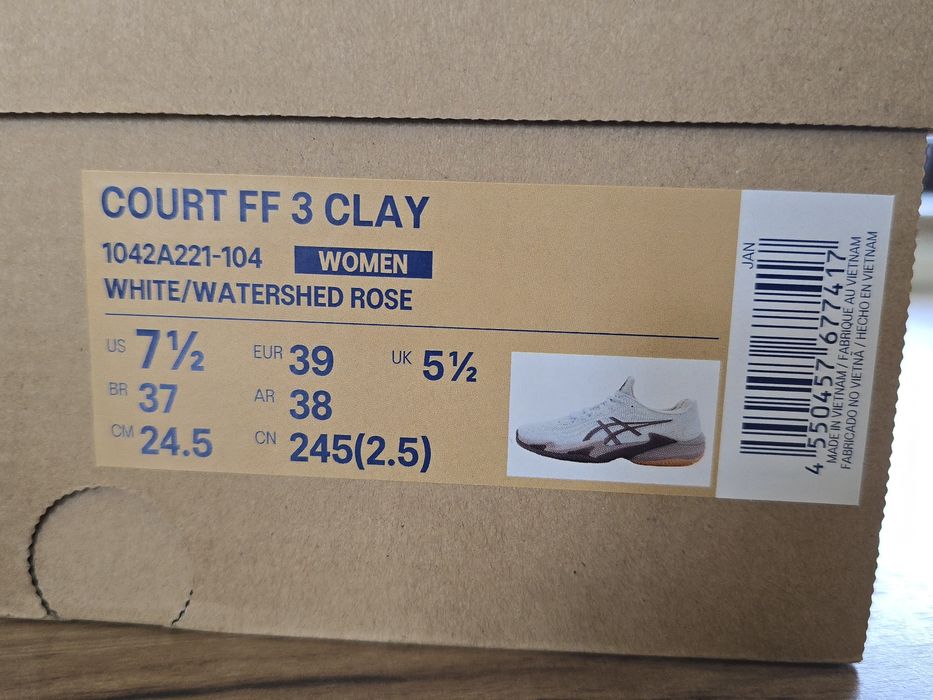 COURT FF 3 CLAY
1042A221-104 WOMEN
WHITE/WATERSHED ROSE
US 7½ EUR 39 UK 5½
BR 37 AR 38
CM 24.5 CN 245(2.5)
JAN
4 550457 677417
MADE IN VIETNAM / FABRIQUE AU VIETNAM
FABRICADO NO VIETNÃ / HECHO EN VIETNAM